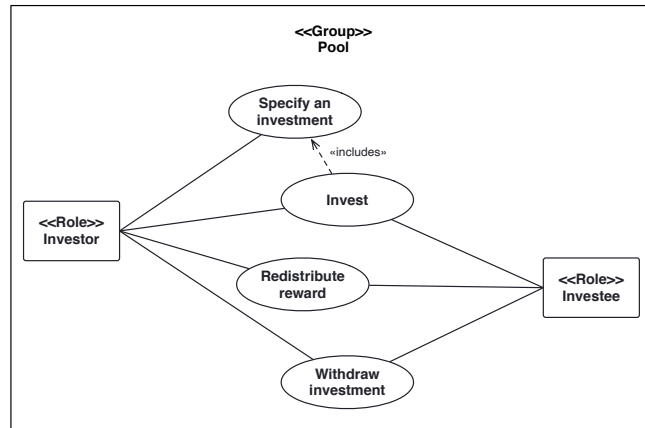 <<Group>>
Pool
Specify an
investment
«includes»
Invest
<<Role>>
Investor
Redistribute
reward
<<Role>>
Investee
Withdraw
investment